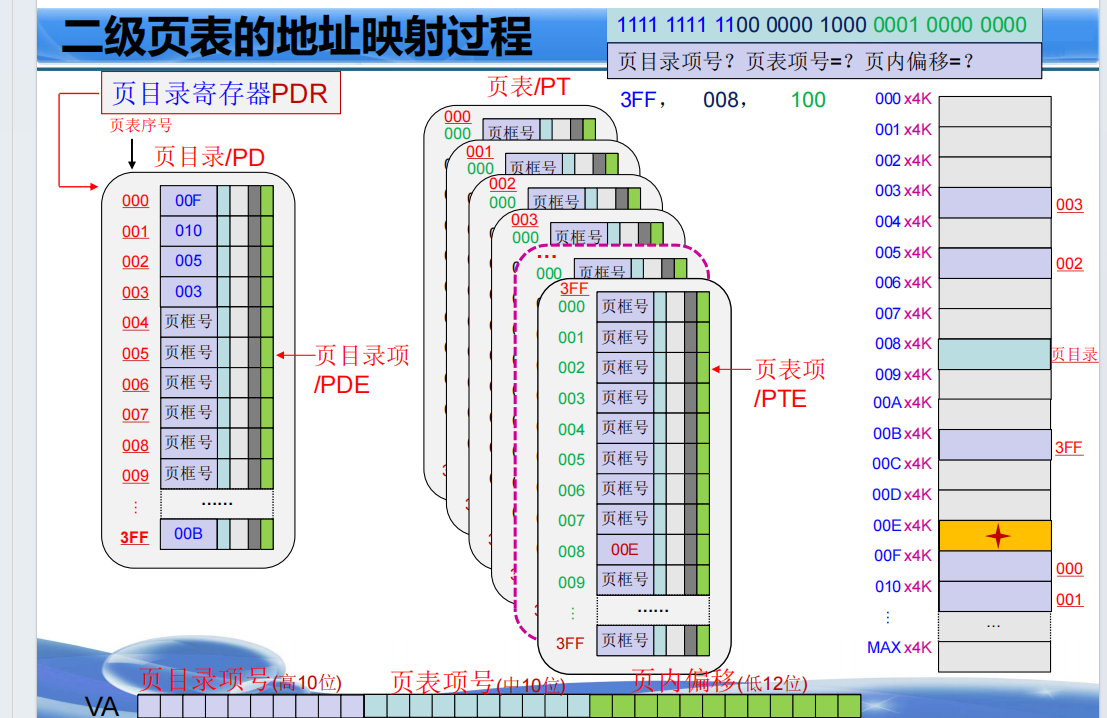 二级页表的地址映射过程
1111 1111 1100 0000 1000 0001 0000 0000
页目录项号？页表项号=？页内偏移=？
3FF， 008， 100
页目录寄存器PDR
页表序号
页目录/PD
000 00F
001 010
002 005
003 003
004 页框号
005 页框号
006 页框号
007 页框号
008 页框号
009 页框号
⋮ ......
3FF 00B
页目录项
/PDE
页表/PT
000
000 页框号
001
000 页框号
002
000 页框号
003
000 页框号
...
000 页框号
3FF
000 页框号
001 页框号
002 页框号
003 页框号
004 页框号
005 页框号
006 页框号
007 页框号
008 00E
009 页框号
⋮ ......
3FF 页框号
页表项
/PTE
000 x4K
001 x4K
002 x4K
003 x4K 003
004 x4K
005 x4K 002
006 x4K
007 x4K
008 x4K 页目录
009 x4K
00A x4K
00B x4K 3FF
00C x4K
00D x4K
00E x4K
00F x4K 000
010 x4K 001
⋮ ...
MAX x4K
页目录项号(高10位) 页表项号(中10位) 页内偏移(低12位)
VA